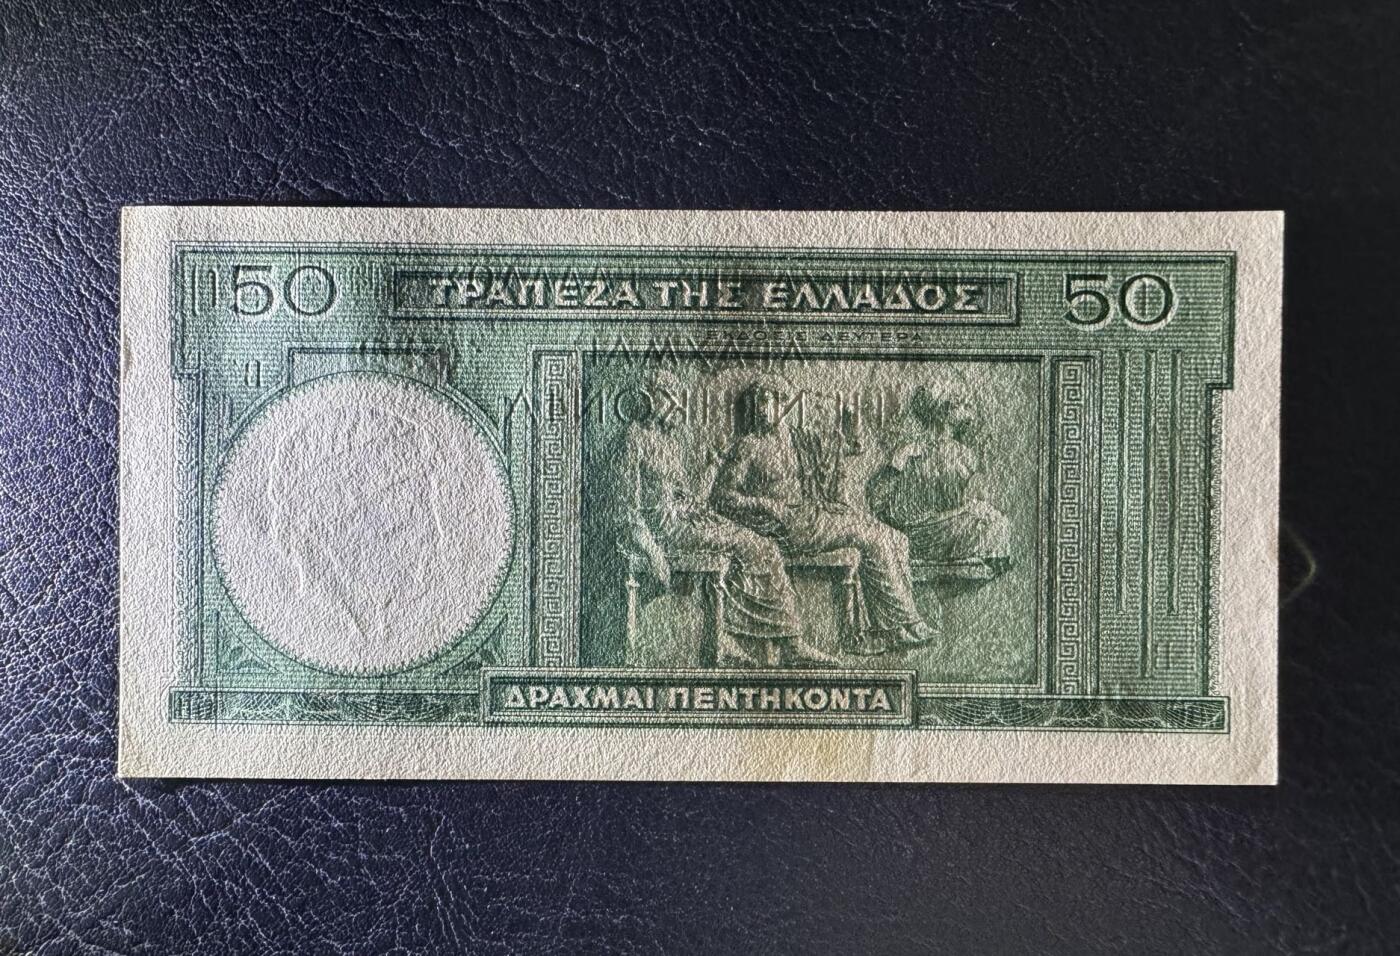 50 ΤΡΑΠΕΖΑ ΤΗΣ ΕΛΛΑΔΟΣ 50
ΕΚΔΟΣΙΣ ΔΕΥΤΕΡΑ
ΔΡΑΧΜΑΙ ΠΕΝΤΗΚΟΝΤΑ